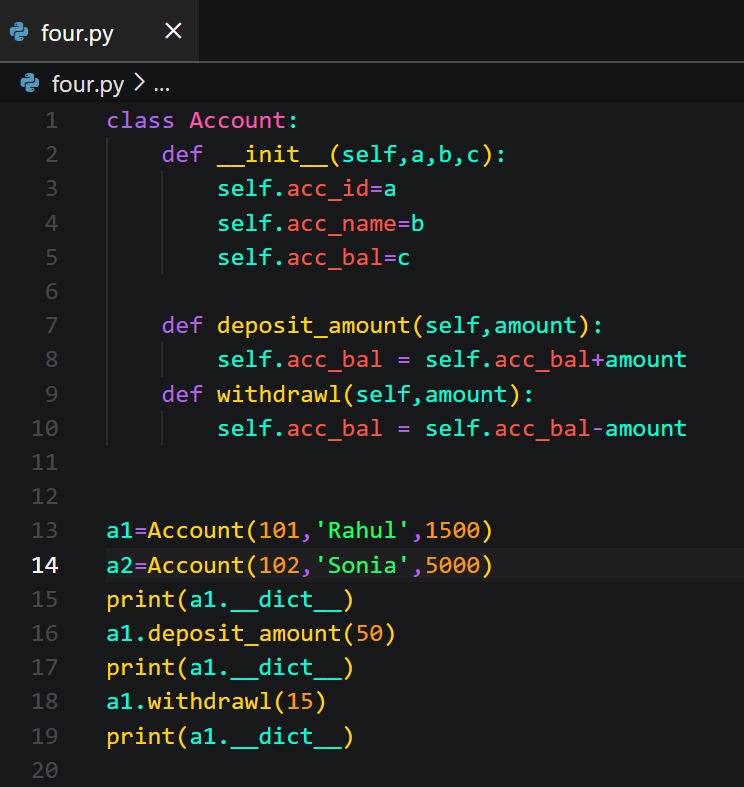 four.py ×
four.py > ...
1 class Account:
2     def __init__(self,a,b,c):
3         self.acc_id=a
4         self.acc_name=b
5         self.acc_bal=c
6
7     def deposit_amount(self,amount):
8         self.acc_bal = self.acc_bal+amount
9     def withdrawl(self,amount):
10         self.acc_bal = self.acc_bal-amount
11
12
13 a1=Account(101,'Rahul',1500)
14 a2=Account(102,'Sonia',5000)
15 print(a1.__dict__)
16 a1.deposit_amount(50)
17 print(a1.__dict__)
18 a1.withdrawl(15)
19 print(a1.__dict__)
20